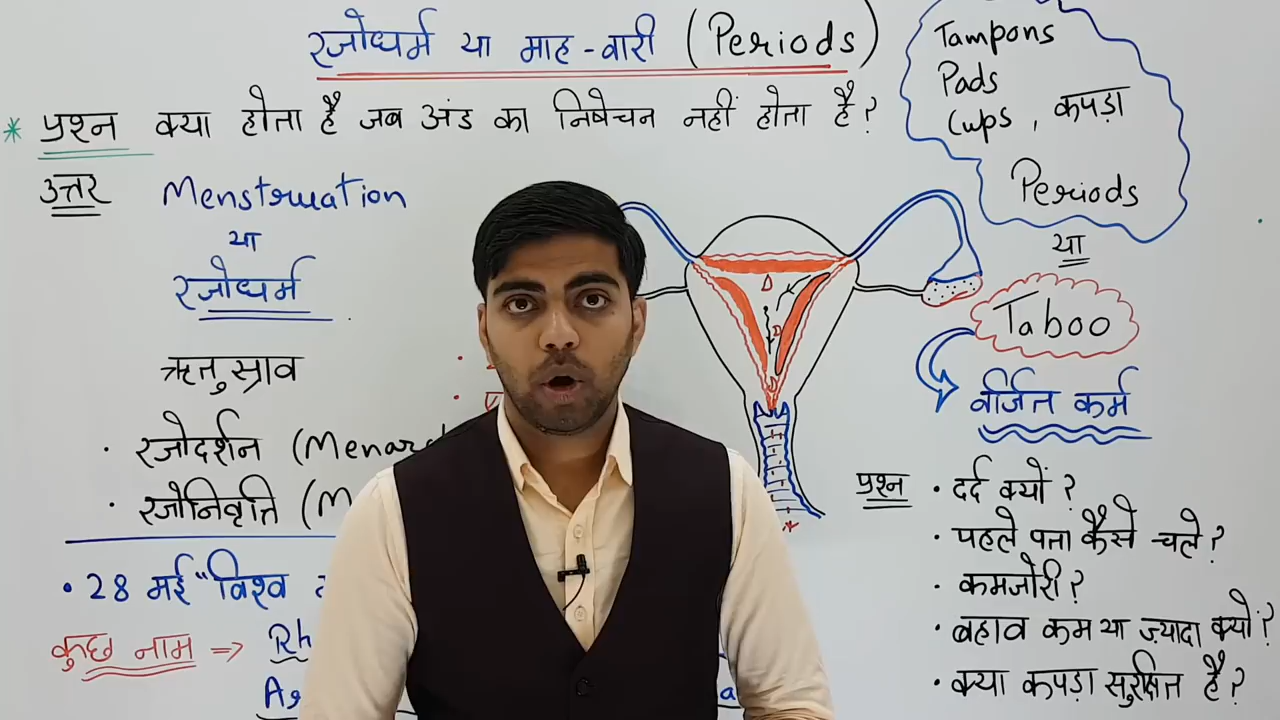 रजोधर्म या माह-वारी (Periods)
* प्रश्न क्या होता है जब अंड का निषेचन नहीं होता है?
उत्तर Menstruation
या
रजोधर्म
ऋतुस्राव
· रजोदर्शन (Menar
· रजोनिवृत्ति (M
· 28 मई "विश्व
कुछ नाम ⇒ Rh
As
Tampons
Pads
Cups, कपड़ा
Periods
या
Taboo
वर्जित कर्म
प्रश्न · दर्द क्यों?
· पहले पता कैसे चले?
· कमजोरी?
· बहाव कम या ज्यादा क्यों?
· क्या कपड़ा सुरक्षित है?